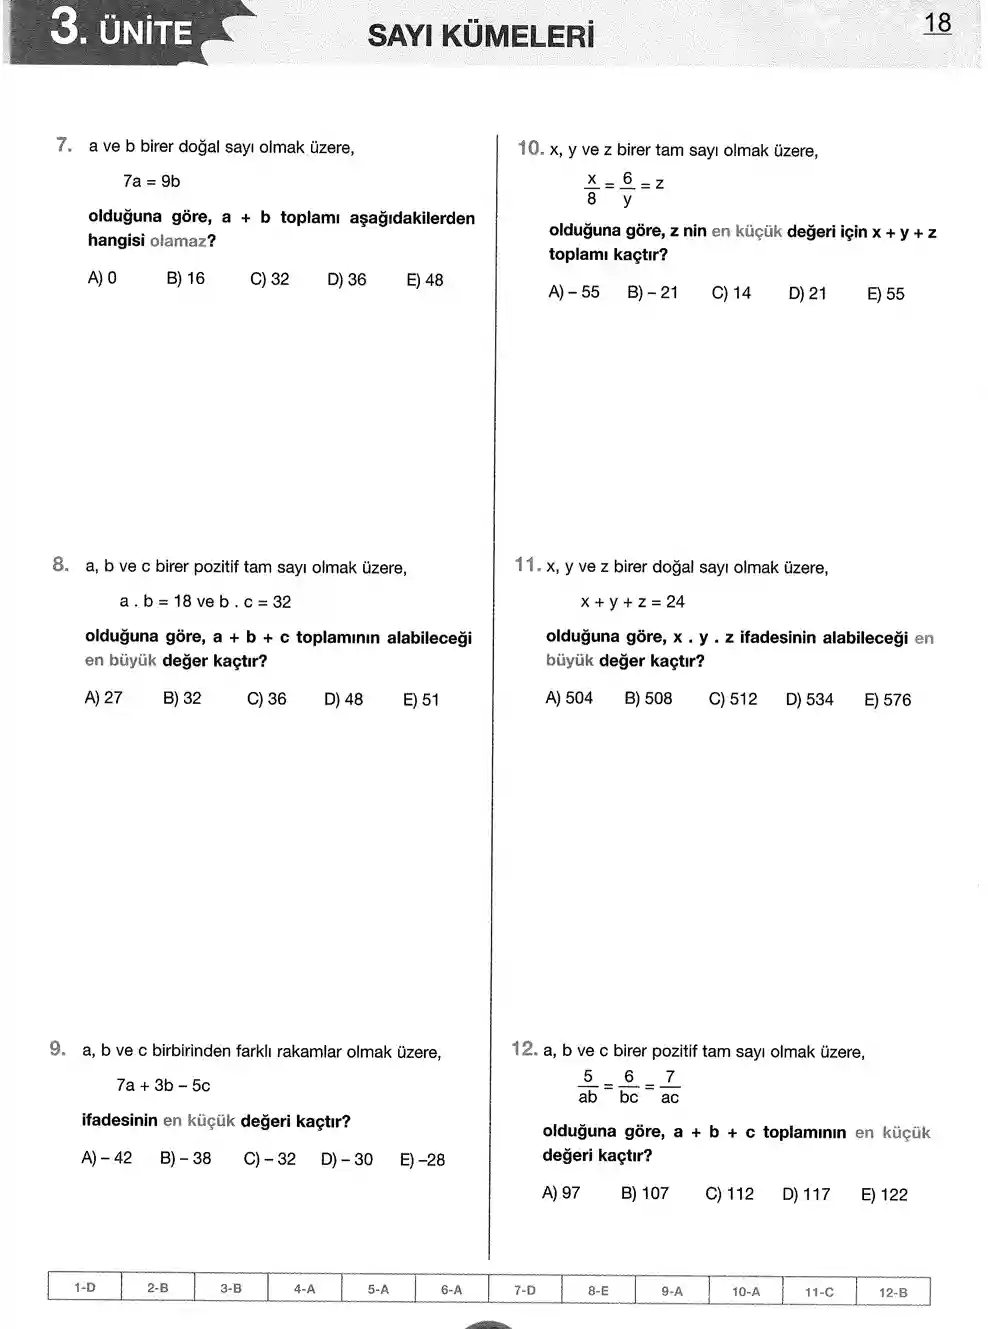 3. ÜNİTE
SAYI KÜMELERİ
18
7. a ve b birer doğal sayı olmak üzere,
7a = 9b
olduğuna göre, a + b toplamı aşağıdakilerden
hangisi olamaz?
A) 0 B) 16 C) 32 D) 36 E) 48
8. a, b ve c birer pozitif tam sayı olmak üzere,
a . b = 18 ve b . c = 32
olduğuna göre, a + b + c toplamının alabileceği
en büyük değer kaçtır?
A) 27 B) 32 C) 36 D) 48 E) 51
9. a, b ve c birbirinden farklı rakamlar olmak üzere,
7a + 3b – 5c
ifadesinin en küçük değeri kaçtır?
A) – 42 B) – 38 C) – 32 D) – 30 E) –28
10. x, y ve z birer tam sayı olmak üzere,
x/8 = 6/y = z
olduğuna göre, z nin en küçük değeri için x + y + z
toplamı kaçtır?
A) – 55 B) – 21 C) 14 D) 21 E) 55
11. x, y ve z birer doğal sayı olmak üzere,
x + y + z = 24
olduğuna göre, x . y . z ifadesinin alabileceği en
büyük değer kaçtır?
A) 504 B) 508 C) 512 D) 534 E) 576
12. a, b ve c birer pozitif tam sayı olmak üzere,
5/ab = 6/bc = 7/ac
olduğuna göre, a + b + c toplamının en küçük
değeri kaçtır?
A) 97 B) 107 C) 112 D) 117 E) 122
1-D 2-B 3-B 4-A 5-A 6-A 7-D 8-E 9-A 10-A 11-C 12-B